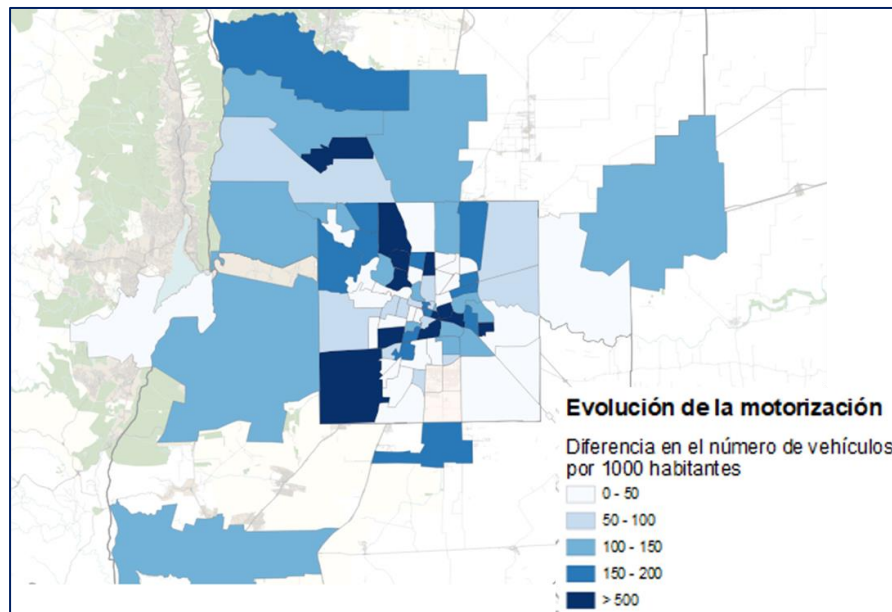 Evolución de la motorización
Diferencia en el número de vehículos
por 1000 habitantes
0 - 50
50 - 100
100 - 150
150 - 200
> 500